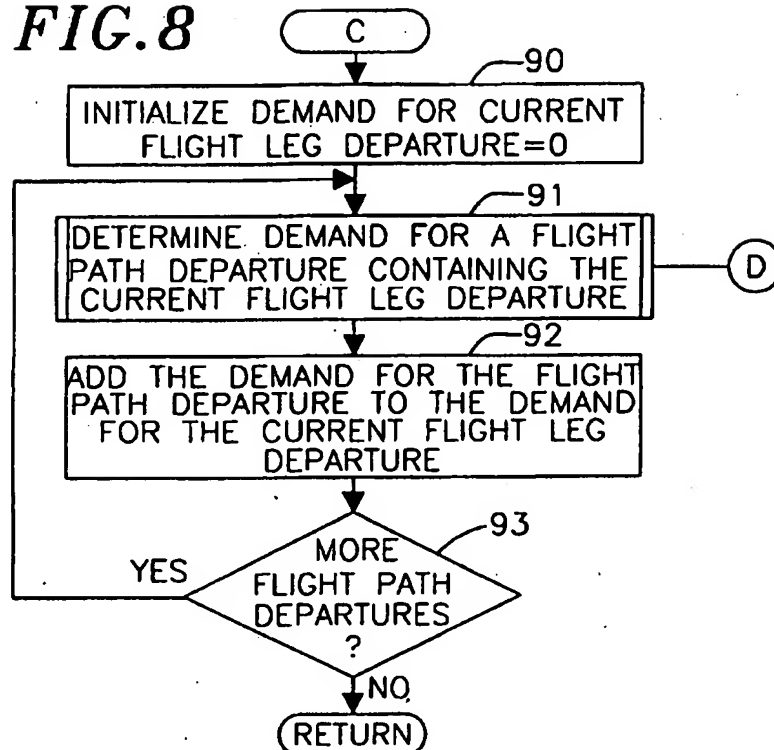 FIG.8
C
90
INITIALIZE DEMAND FOR CURRENT
FLIGHT LEG DEPARTURE=0
91
DETERMINE DEMAND FOR A FLIGHT
PATH DEPARTURE CONTAINING THE
CURRENT FLIGHT LEG DEPARTURE
D
92
ADD THE DEMAND FOR THE FLIGHT
PATH DEPARTURE TO THE DEMAND
FOR THE CURRENT FLIGHT LEG
DEPARTURE
93
YES
MORE
FLIGHT PATH
DEPARTURES
?
NO
RETURN